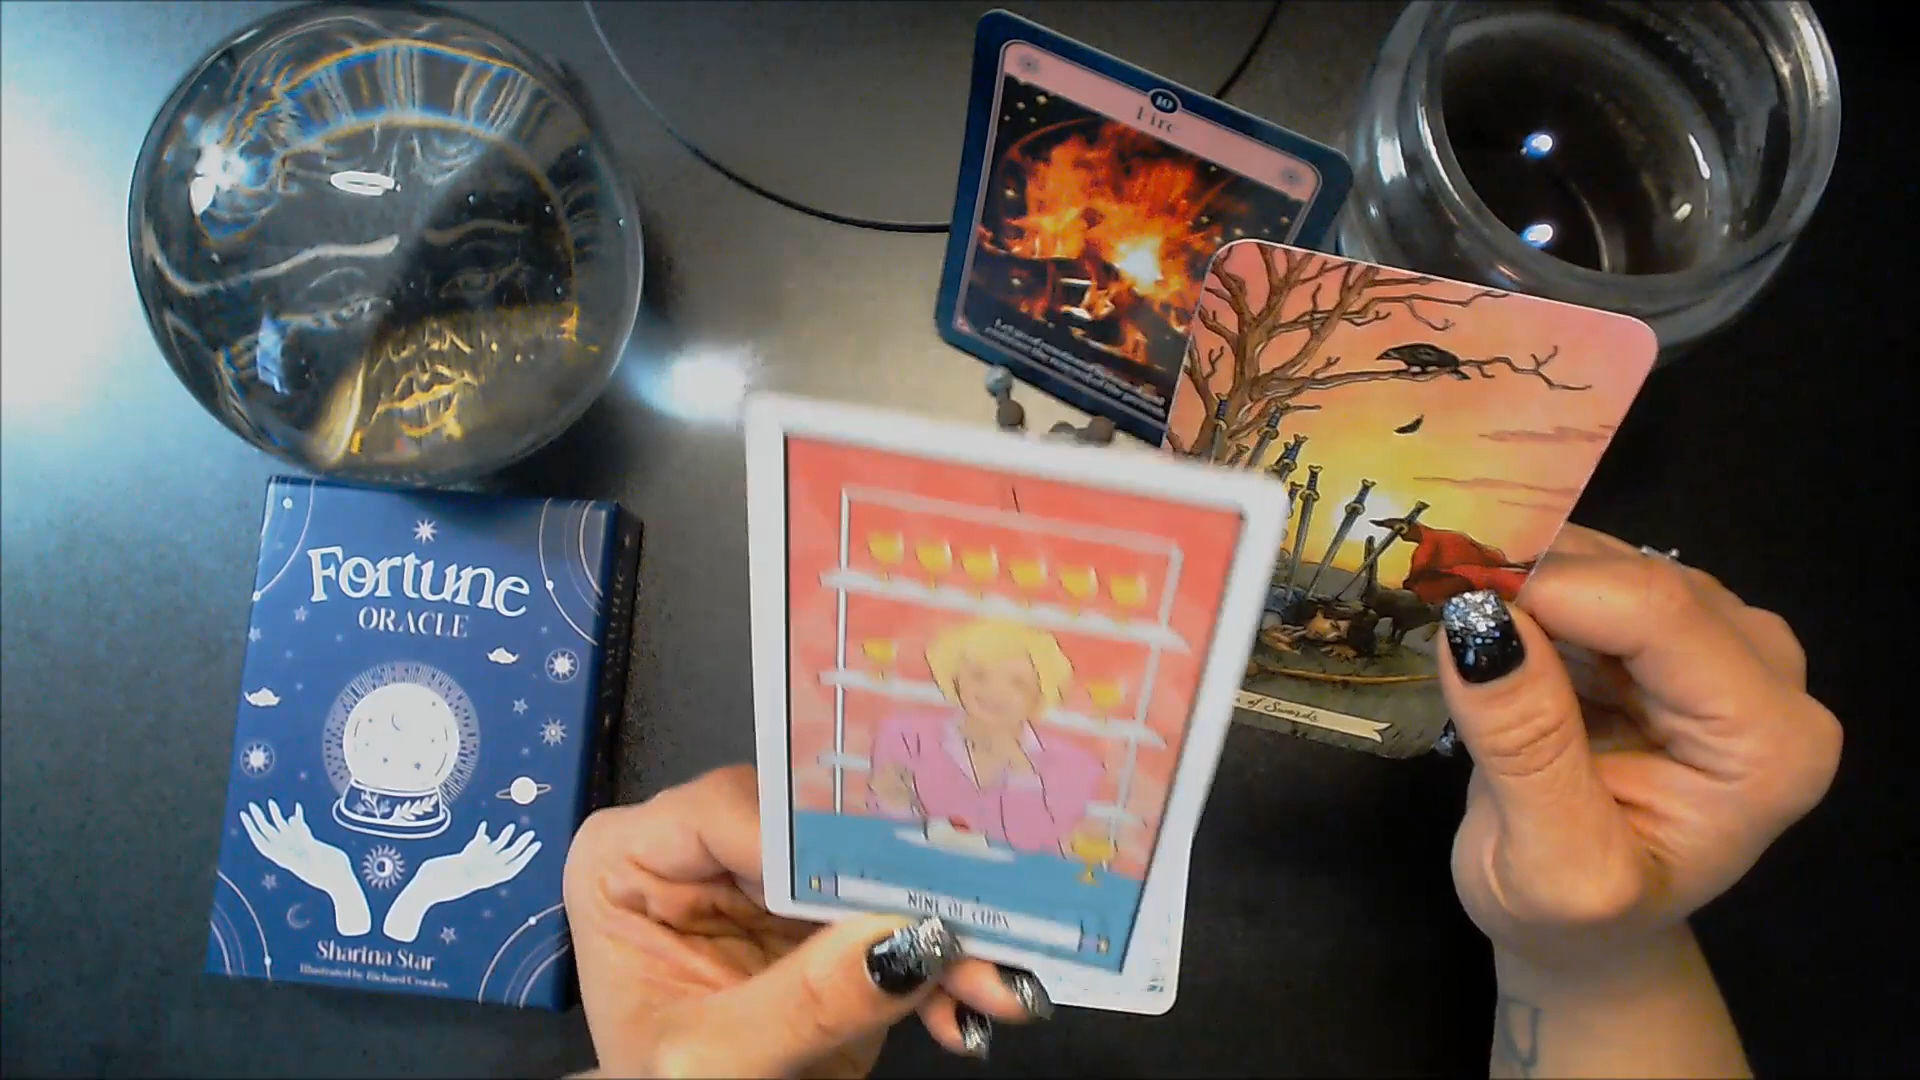 Fortune
ORACLE
Sharina Star
Illustrated by Richard Crookes
10
Fire
of Swords
NINE OF CUPS